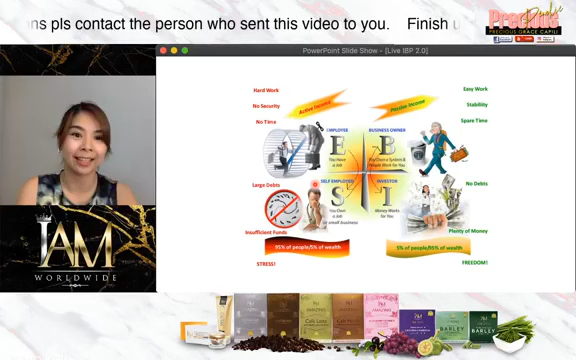 ns pls contact the person who sent this video to you. Finish u
Precious
PRECIOUS GRACE CAPILI
PowerPoint Slide Show - [Live IBP 2.0]
Hard Work
No Security
No Time
Active Income
Passive Income
Easy Work
Stability
Spare Time
EMPLOYEE
E
You Have
a Job
BUSINESS OWNER
B
You Own a System &
People Work for You
Large Debts
Insufficient Funds
SELF EMPLOYED
S
You Own
a Job
or small business
INVESTOR
I
Money Works
for You
No Debts
Plenty of Money
95% of people/5% of wealth
5% of people/95% of wealth
STRESS!
FREEDOM!
IAM
WORLDWIDE
AMAZING
BARLEY
BARLEY